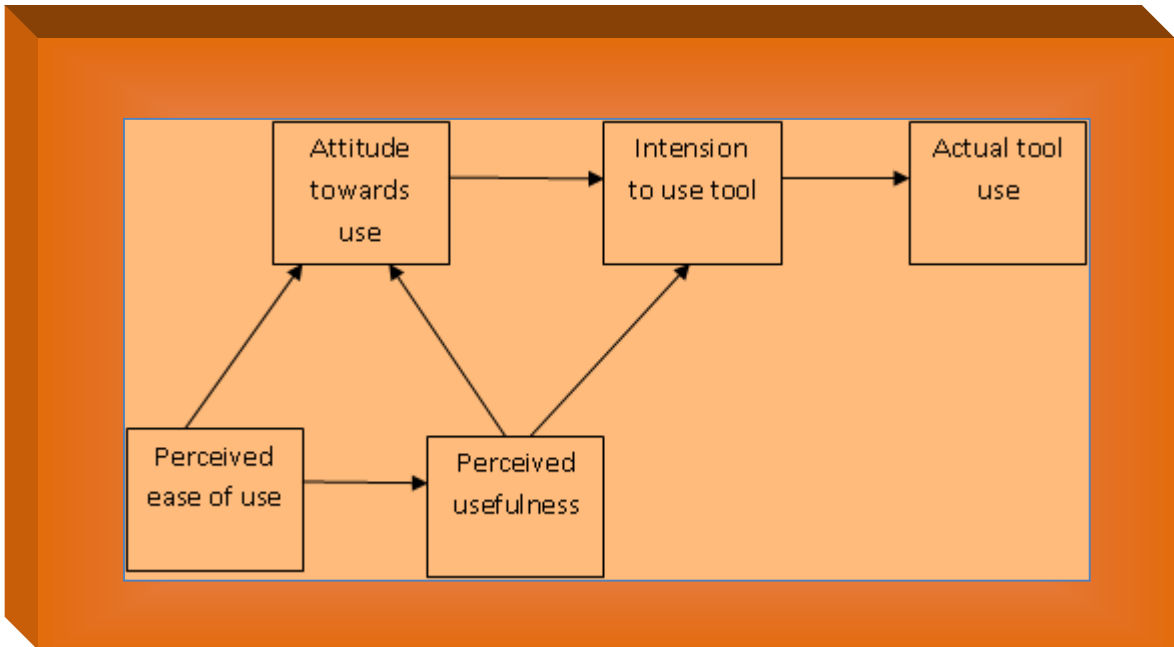 Attitude
towards
use
Intension
to use tool
Actual tool
use
Perceived
ease of use
Perceived
usefulness